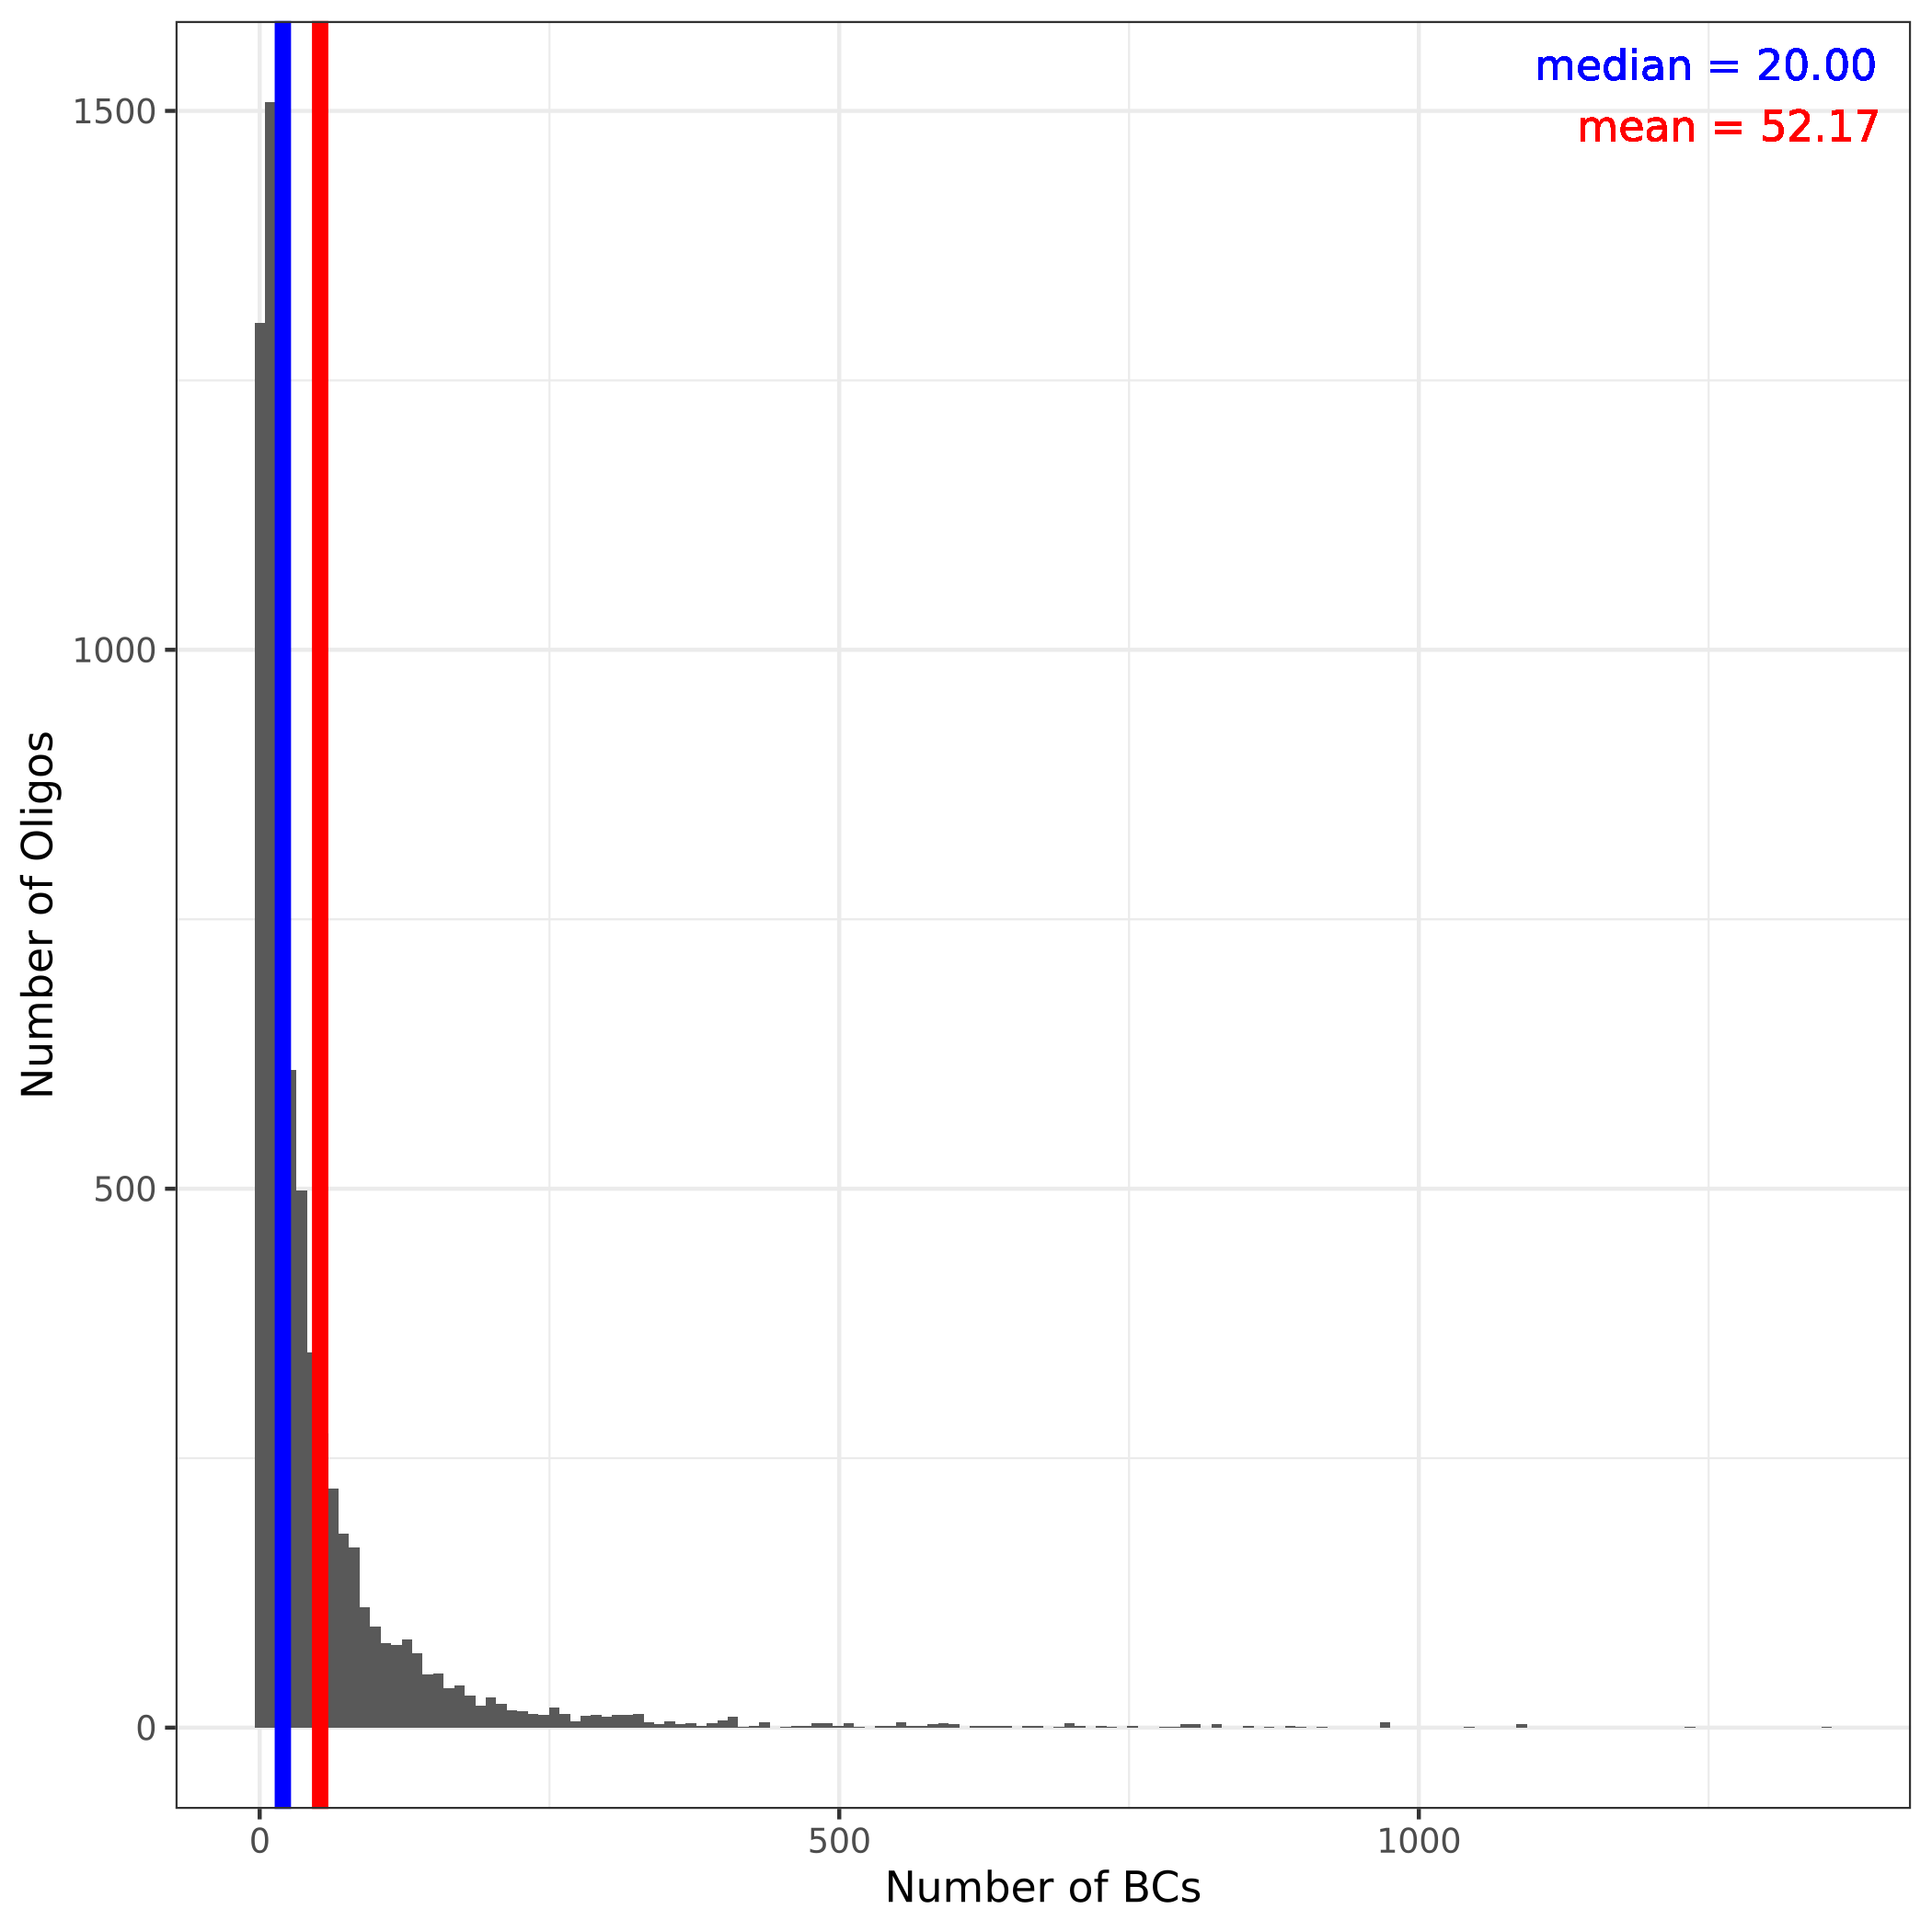 median = 20.00
mean = 52.17
1500
1000
500
0
Number of Oligos
0 500 1000
Number of BCs